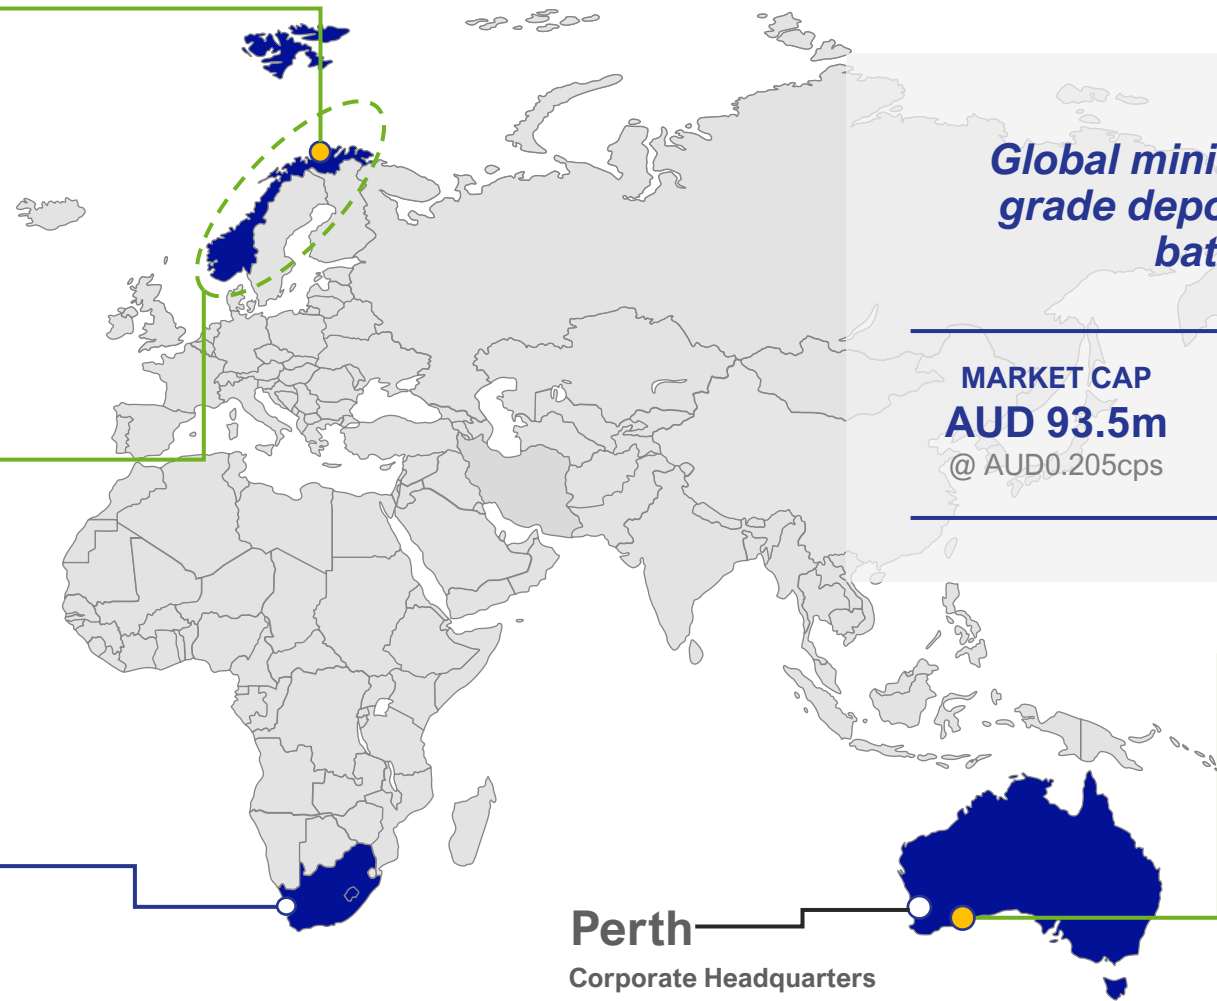 Global mini
grade depo
bat
MARKET CAP
AUD 93.5m
@ AUD0.205cps
Perth
Corporate Headquarters